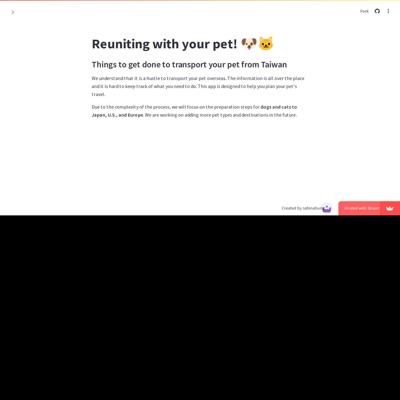 Fork
Reuniting with your pet! 🐶🐱
Things to get done to transport your pet from Taiwan
We understand that it is a hustle to transport your pet overseas. The information is all over the place
and it is hard to keep track of what you need to do. This app is designed to help you plan your pet's
travel.
Due to the complexity of the process, we will focus on the preparation steps for dogs and cats to
Japan, U.S., and Europe. We are working on adding more pet types and destinations in the future.
Created by
Hosted with